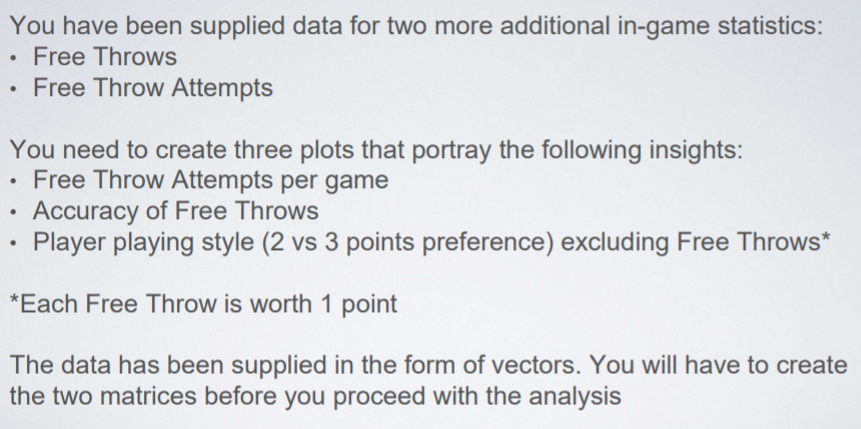 You have been supplied data for two more additional in-game statistics:
• Free Throws
• Free Throw Attempts
You need to create three plots that portray the following insights:
• Free Throw Attempts per game
• Accuracy of Free Throws
• Player playing style (2 vs 3 points preference) excluding Free Throws*
*Each Free Throw is worth 1 point
The data has been supplied in the form of vectors. You will have to create
the two matrices before you proceed with the analysis